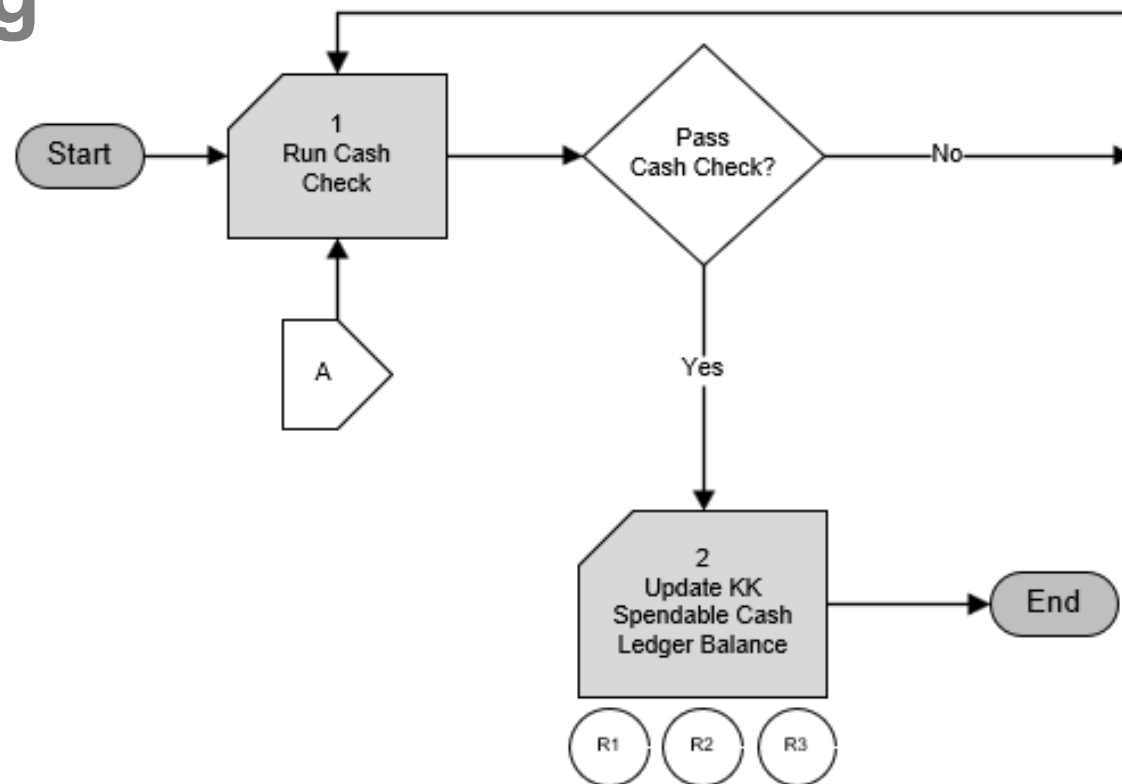 g
Start
1
Run Cash
Check
Pass
Cash Check?
No
A
Yes
2
Update KK
Spendable Cash
Ledger Balance
End
R1
R2
R3